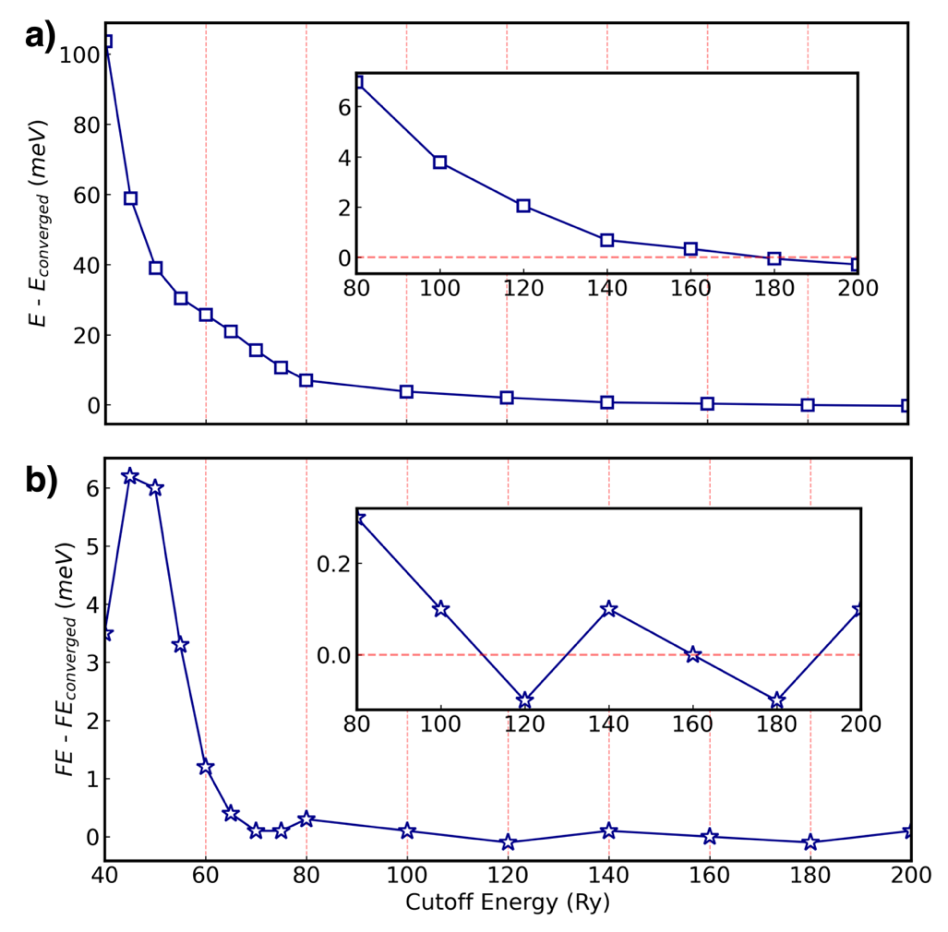 a)
E - E_converged (meV)
100
80
60
40
20
0
6
4
2
0
80 100 120 140 160 180 200
b)
FE - FE_converged (meV)
6
5
4
3
2
1
0
0.2
0.0
80 100 120 140 160 180 200
40 60 80 100 120 140 160 180 200
Cutoff Energy (Ry)